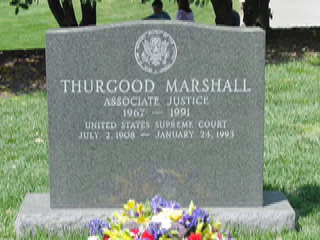 THURGOOD MARSHALL
ASSOCIATE JUSTICE
1967 — 1991
UNITED STATES SUPREME COURT
JULY 2, 1908 — JANUARY 24, 1993